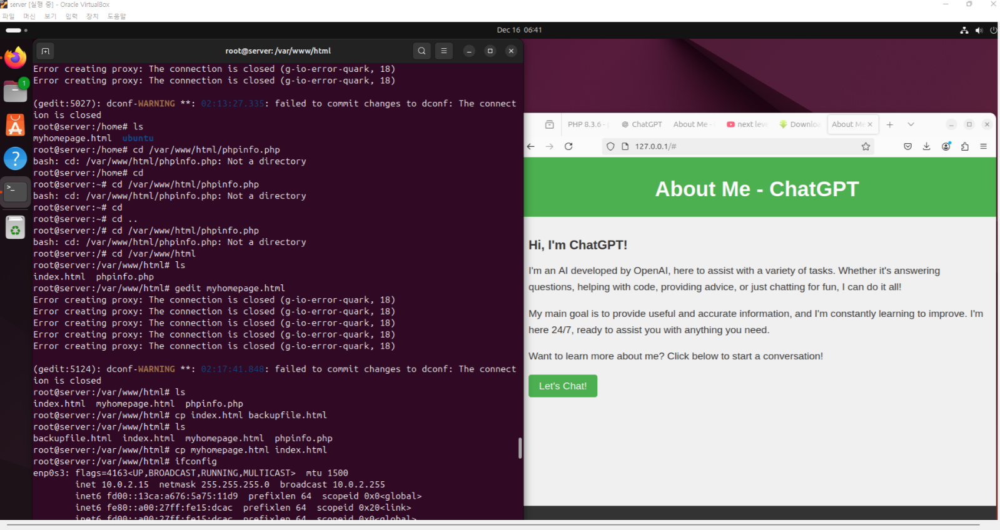 server [실행 중] - Oracle VirtualBox
파일 머신 보기 입력 장치 도움말
Dec 16 06:41
root@server: /var/www/html
Error creating proxy: The connection is closed (g-io-error-quark, 18)
Error creating proxy: The connection is closed (g-io-error-quark, 18)
(gedit:5027): dconf-WARNING **: 02:13:27.335: failed to commit changes to dconf: The connect
ion is closed
root@server:/home# ls
myhomepage.html ubuntu
root@server:/home# cd /var/www/html/phpinfo.php
bash: cd: /var/www/html/phpinfo.php: Not a directory
root@server:/home# cd
root@server:~# cd /var/www/html/phpinfo.php
bash: cd: /var/www/html/phpinfo.php: Not a directory
root@server:~# cd
root@server:~# cd ..
root@server:/# cd /var/www/html/phpinfo.php
bash: cd: /var/www/html/phpinfo.php: Not a directory
root@server:/# cd /var/www/html
root@server:/var/www/html# ls
index.html phpinfo.php
root@server:/var/www/html# gedit myhomepage.html
Error creating proxy: The connection is closed (g-io-error-quark, 18)
Error creating proxy: The connection is closed (g-io-error-quark, 18)
Error creating proxy: The connection is closed (g-io-error-quark, 18)
Error creating proxy: The connection is closed (g-io-error-quark, 18)
Error creating proxy: The connection is closed (g-io-error-quark, 18)
(gedit:5124): dconf-WARNING **: 02:17:41.848: failed to commit changes to dconf: The connect
ion is closed
root@server:/var/www/html# ls
index.html myhomepage.html phpinfo.php
root@server:/var/www/html# cp index.html backupfile.html
root@server:/var/www/html# ls
backupfile.html index.html myhomepage.html phpinfo.php
root@server:/var/www/html# cp myhomepage.html index.html
root@server:/var/www/html# ifconfig
enp0s3: flags=4163<UP,BROADCAST,RUNNING,MULTICAST> mtu 1500
inet 10.0.2.15 netmask 255.255.255.0 broadcast 10.0.2.255
inet6 fd00::13ca:a676:5a75:11d9 prefixlen 64 scopeid 0x0<global>
inet6 fe80::a00:27ff:fe15:dcac prefixlen 64 scopeid 0x20<link>
inet6 fd00::a00:27ff:fe15:dcac prefixlen 64 scopeid 0x0<global>
1
PHP 8.3.6 - ChatGPT About Me - next leve Downloa About Me
127.0.0.1/#
About Me - ChatGPT
Hi, I'm ChatGPT!
I'm an AI developed by OpenAI, here to assist with a variety of tasks. Whether it's answering
questions, helping with code, providing advice, or just chatting for fun, I can do it all!
My main goal is to provide useful and accurate information, and I'm constantly learning to improve. I'm
here 24/7, ready to assist you with anything you need.
Want to learn more about me? Click below to start a conversation!
Let's Chat!